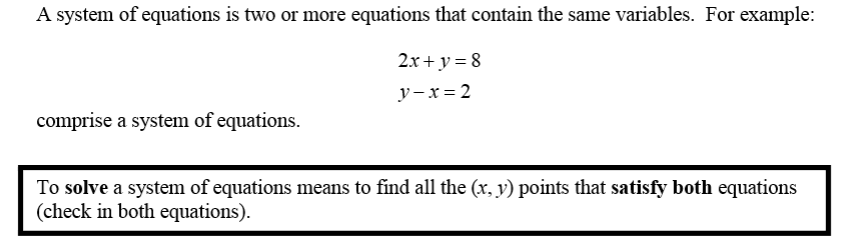 A system of equations is two or more equations that contain the same variables.  For example:
2x + y = 8
y − x = 2
comprise a system of equations.
To solve a system of equations means to find all the (x, y) points that satisfy both equations
(check in both equations).